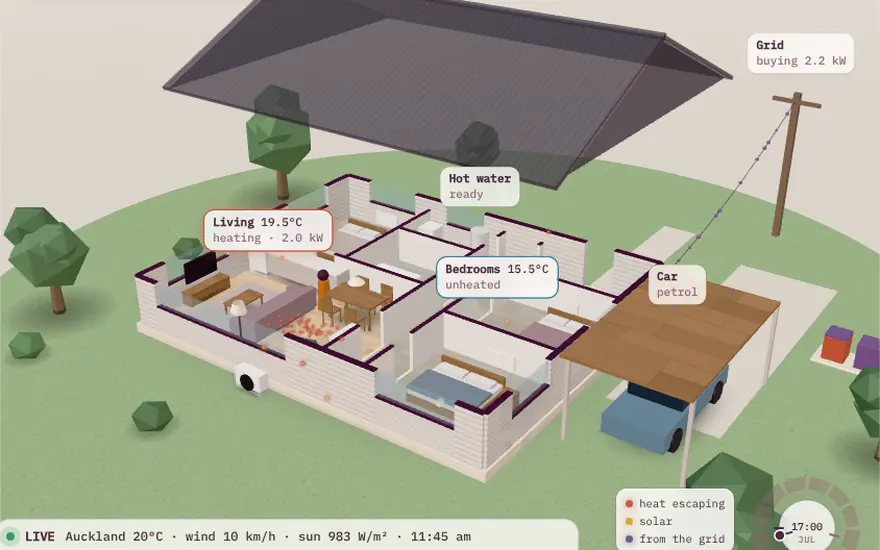 Grid
buying 2.2 kW
Hot water
ready
Living 19.5°C
heating · 2.0 kW
Bedrooms 15.5°C
unheated
Car
petrol
heat escaping
solar
from the grid
17:00
JUL
LIVE Auckland 20°C · wind 10 km/h · sun 983 W/m² · 11:45 am